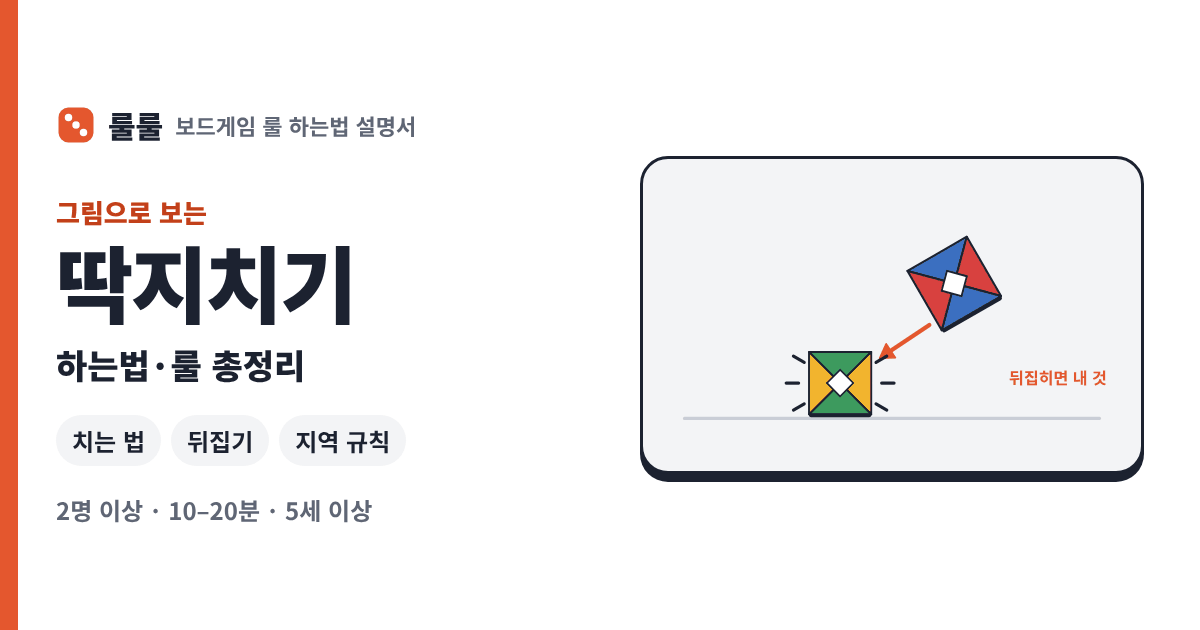 룰룰 보드게임 룰 하는법 설명서
그림으로 보는
딱지치기
하는법·룰 총정리
치는 법 뒤집기 지역 규칙
2명 이상 · 10–20분 · 5세 이상
뒤집히면 내 것